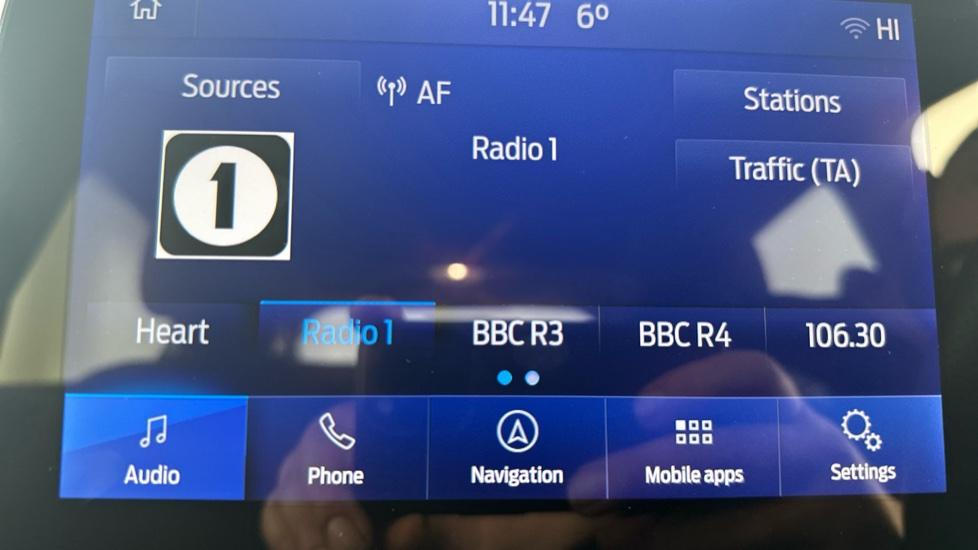 11:47 6°
HI
Sources
AF
Stations
1
Radio 1
Traffic (TA)
Heart
Radio 1
BBC R3
BBC R4
106.30
Audio
Phone
Navigation
Mobile apps
Settings